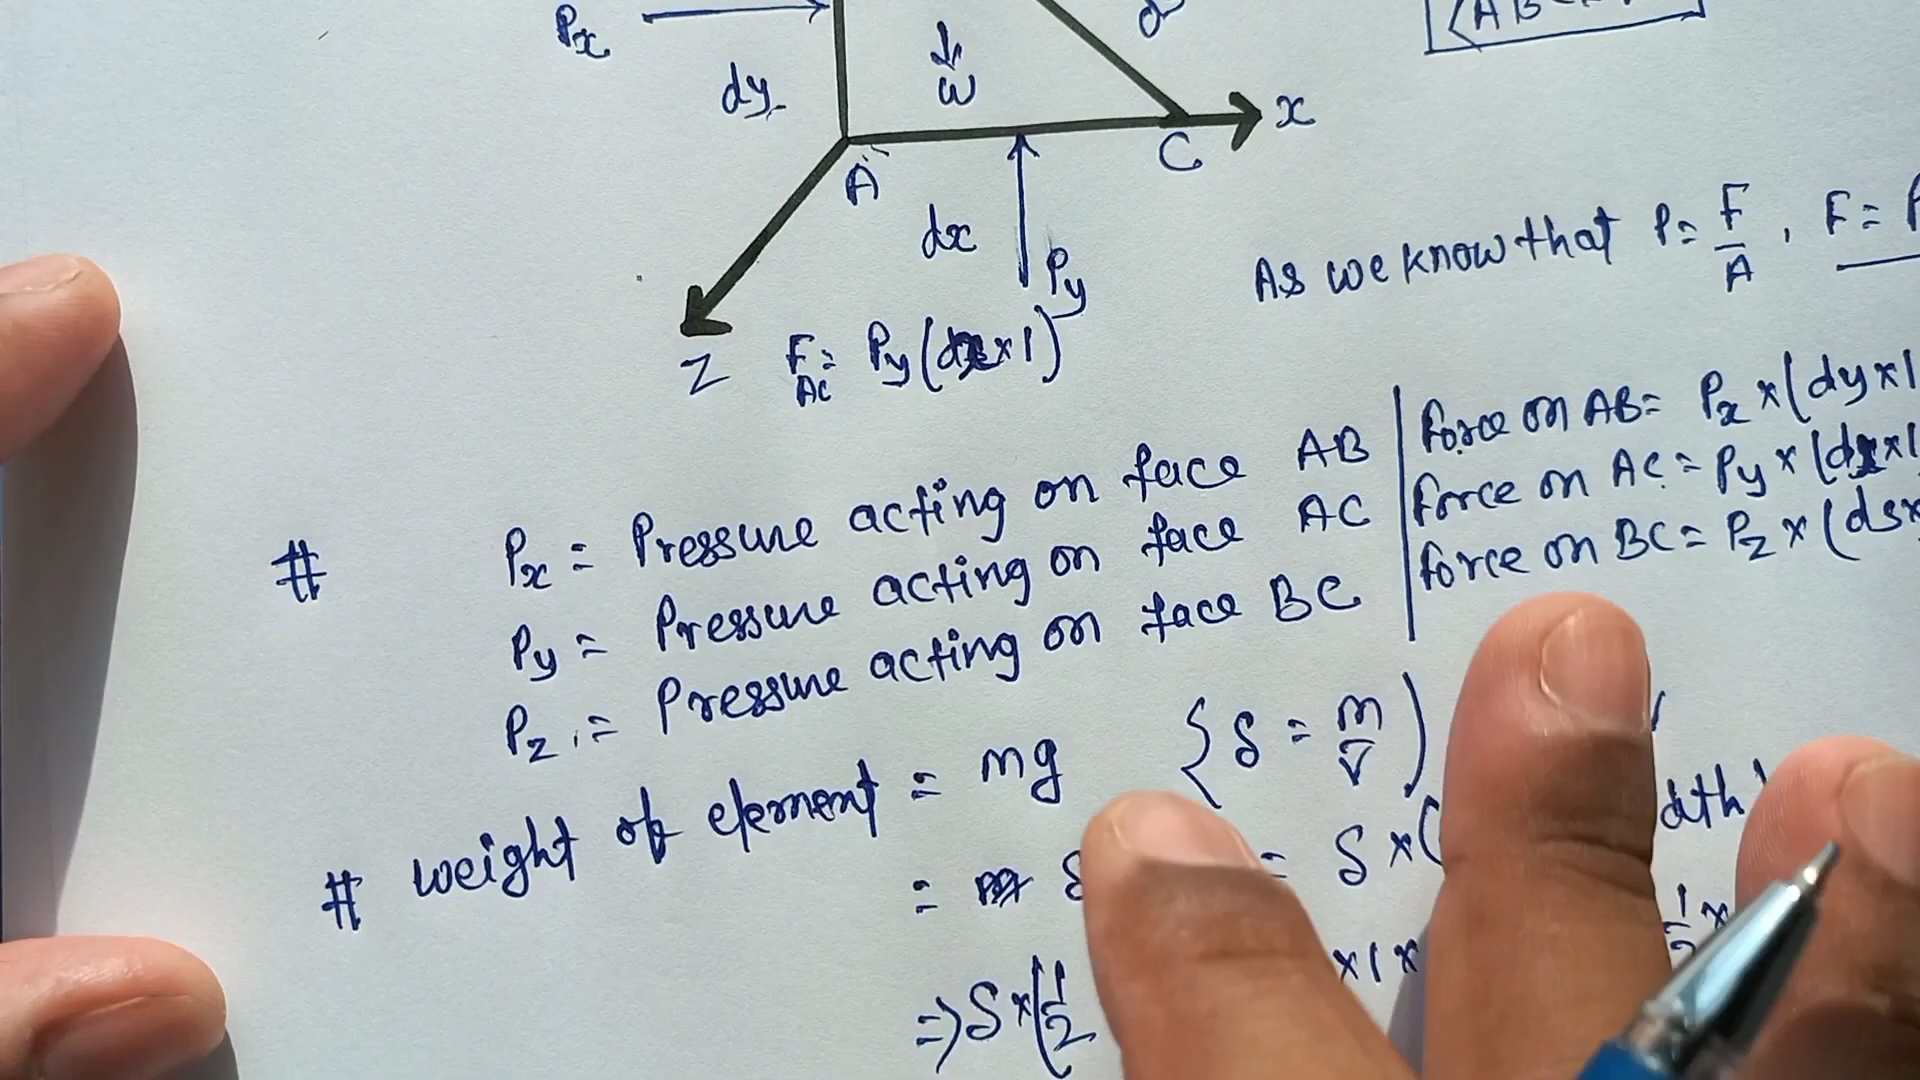 Px
dy
w
x
A
C
dx
Py
As we know that P = F/A , F =
Z
F AC = Py (dx × 1)
Force on AB = Px × (dy × 1
Force on AC = Py × (dx × 1
Force on BC = Pz × (ds ×
# Px = Pressure acting on face AB
Py = Pressure acting on face AC
Pz = Pressure acting on face BC
# weight of element = mg { S = m/V )
= S × (
=> S × ( 1/2 × 1 × 1/2 ×